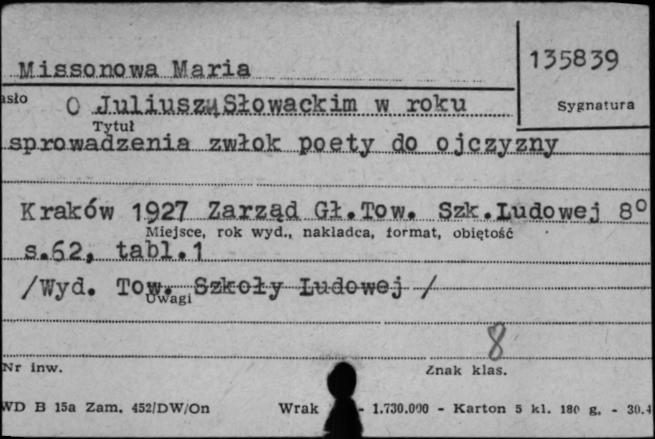 Missonowa Maria
135839
asło
O Juliuszu Słowackim w roku
Sygnatura
Tytuł
sprowadzenia zwłok poety do ojczyzny
Kraków 1927 Zarząd Gł.Tow. Szk.Ludowej 8°
Miejsce, rok wyd., nakładca, format, objętość
s.62, tabl.1
/Wyd. Tow. Szkoły Ludowej /
Uwagi
8
Nr inw.
Znak klas.
WD B 15a Zam. 452/DW/On Wrak - 1.730.000 - Karton 5 kl. 180 g. - 30.4